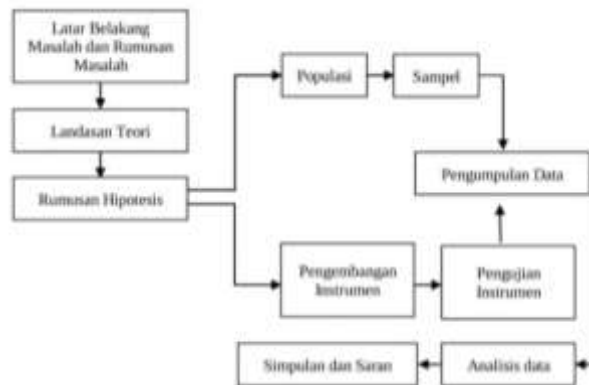 Latar Belakang
Masalah dan Rumusan
Masalah
Landasan Teori
Rumusan Hipotesis
Populasi
Sampel
Pengumpulan Data
Pengembangan
Instrumen
Pengujian
Instrumen
Analisis data
Simpulan dan Saran